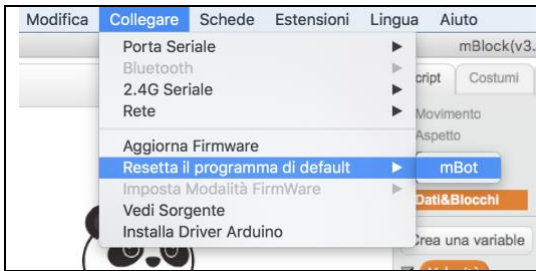 Modifica Collegare Schede Estensioni Lingua Aiuto
mBlock(v3.
Porta Seriale
Bluetooth
2.4G Seriale
Rete
Aggiorna Firmware
Resetta il programma di default
mBot
Imposta Modalità FirmWare
Vedi Sorgente
Installa Driver Arduino
cript Costumi
Movimento
Aspetto
Dati&Blocchi
Crea una variable